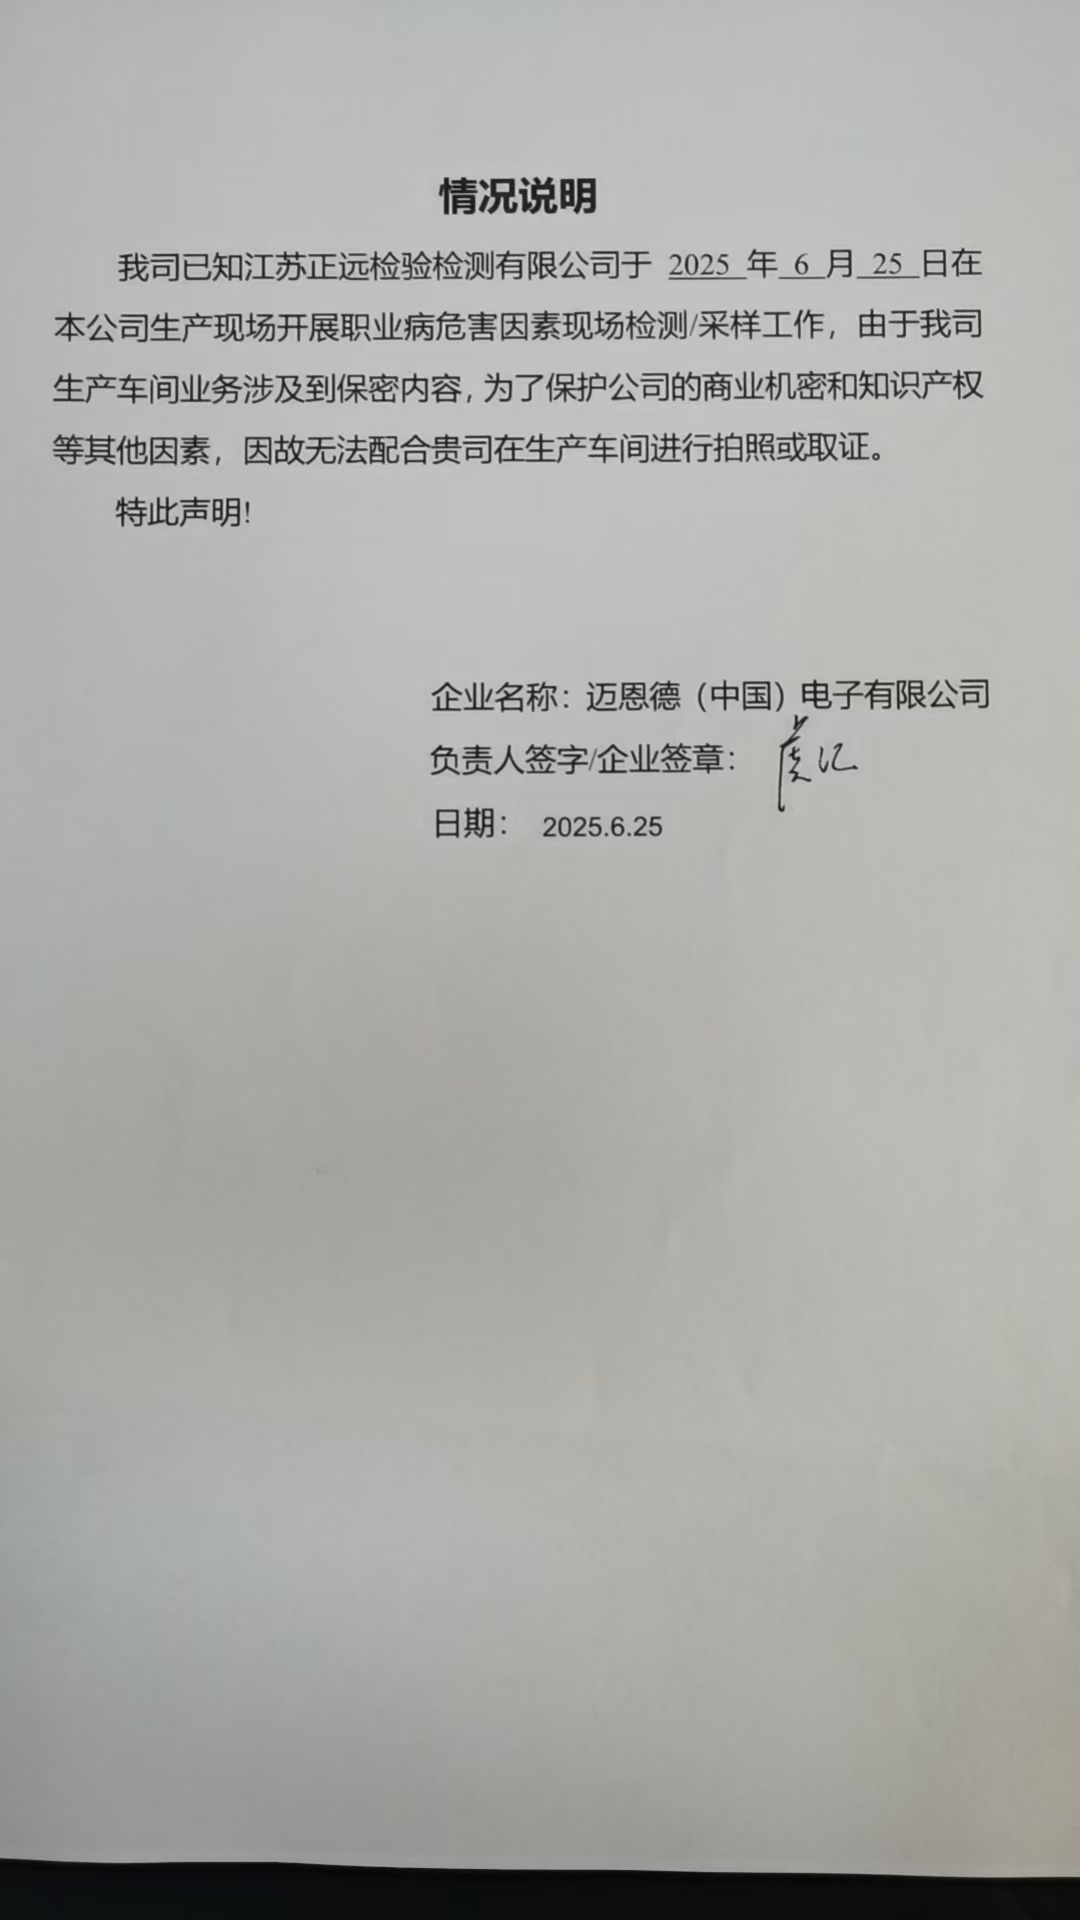 情况说明
我司已知江苏正远检验检测有限公司于 2025 年 6 月 25 日在
本公司生产现场开展职业病危害因素现场检测/采样工作，由于我司
生产车间业务涉及到保密内容，为了保护公司的商业机密和知识产权
等其他因素，因故无法配合贵司在生产车间进行拍照或取证。
特此声明!
企业名称：迈恩德（中国）电子有限公司
负责人签字/企业签章：
日期： 2025.6.25